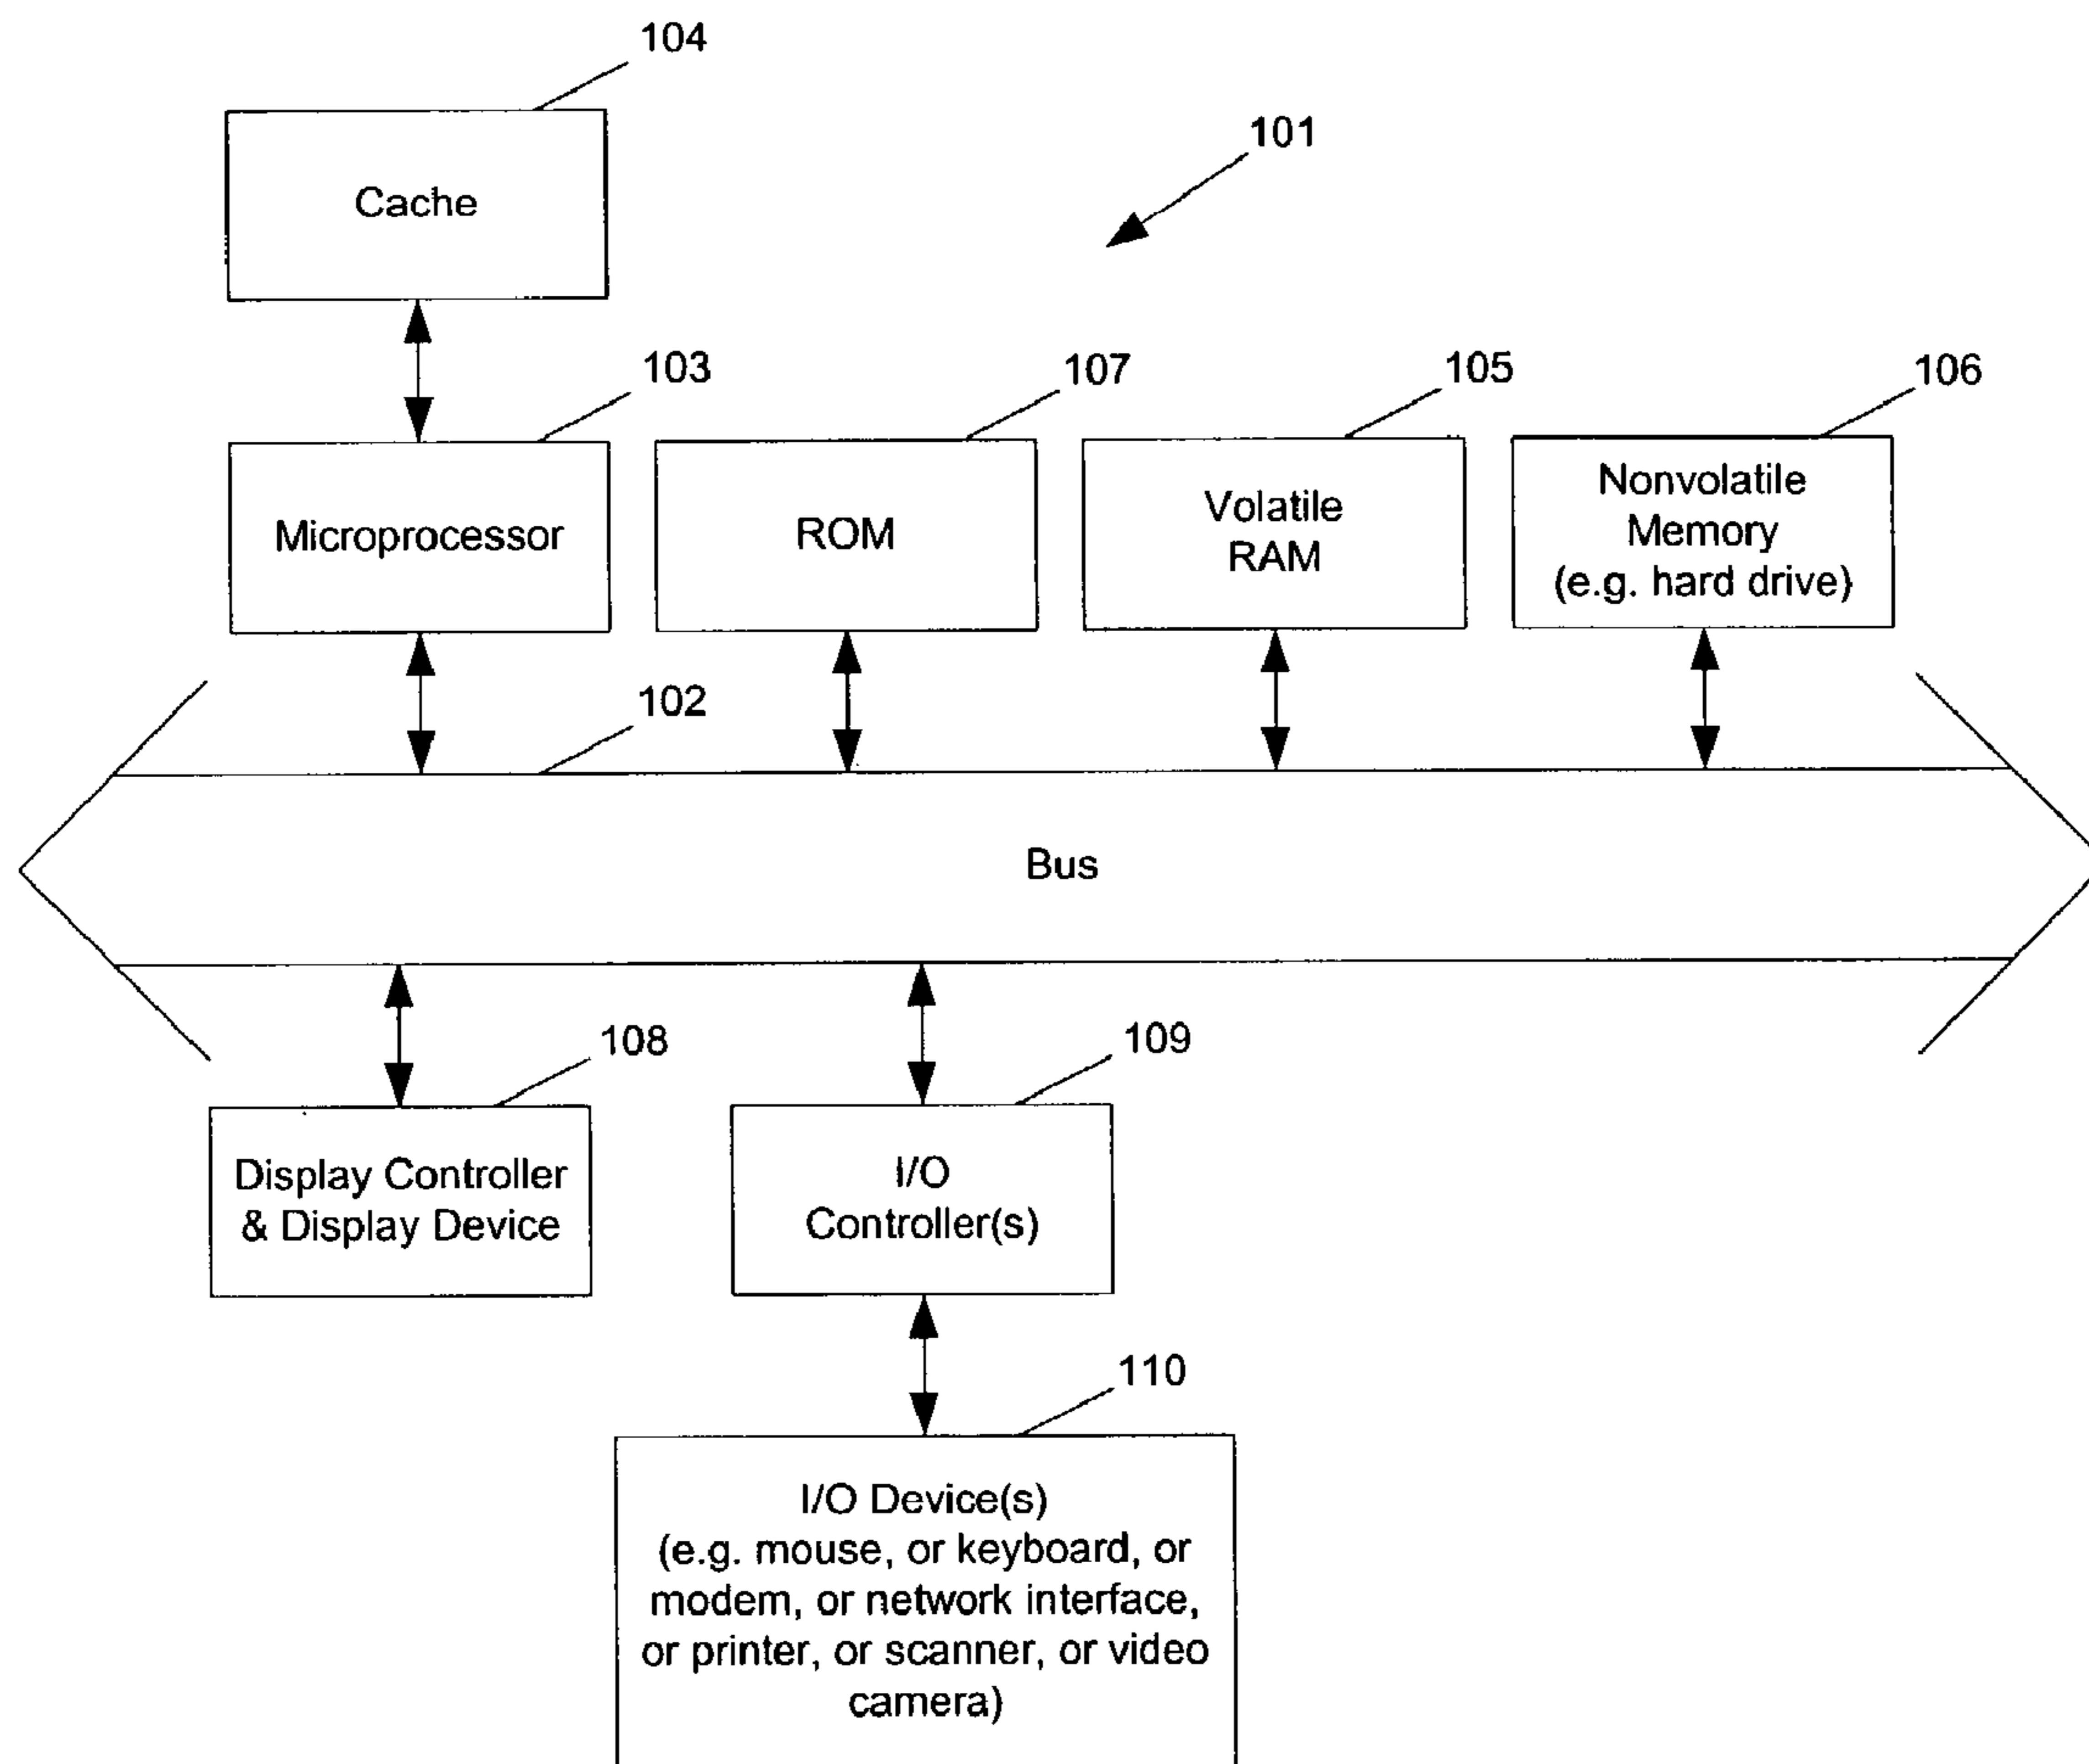 104
101
Cache
103
107
105
106
Microprocessor
ROM
Volatile
RAM
Nonvolatile
Memory
(e.g. hard drive)
102
Bus
108
109
Display Controller
& Display Device
I/O
Controller(s)
110
I/O Device(s)
(e.g. mouse, or keyboard, or
modem, or network interface,
or printer, or scanner, or video
camera)